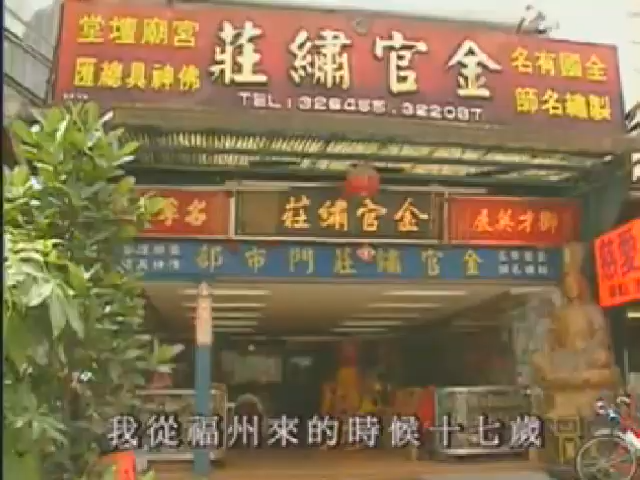 全國有名
製繡名師
金官繡莊
宮廟壇堂
佛神具總匯
TEL:329455.322087
金官繡莊
金官繡莊門市部
我從福州來的時候十七歲